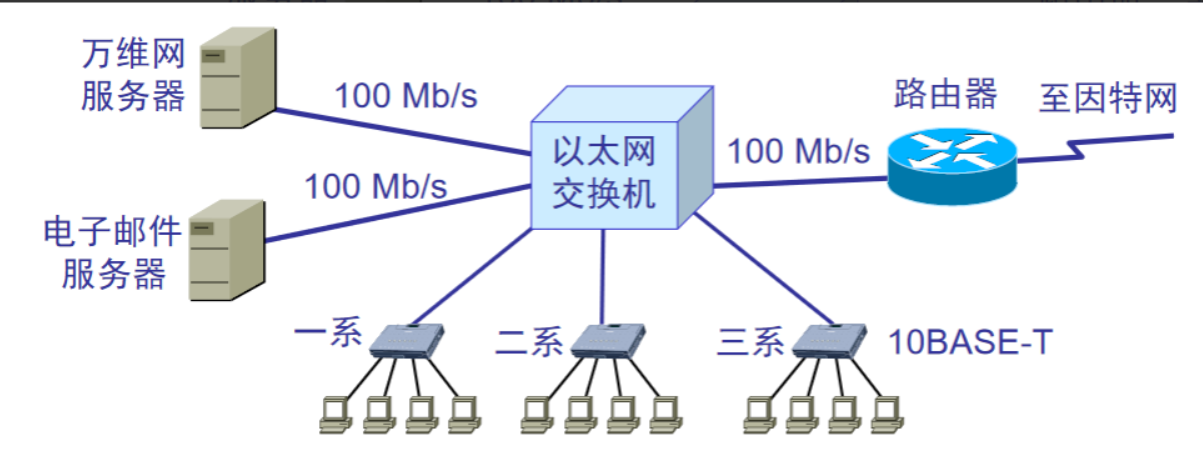 万维网
服务器
100 Mb/s
以太网
交换机
100 Mb/s
路由器
至因特网
100 Mb/s
电子邮件
服务器
一系
二系
三系
10BASE-T